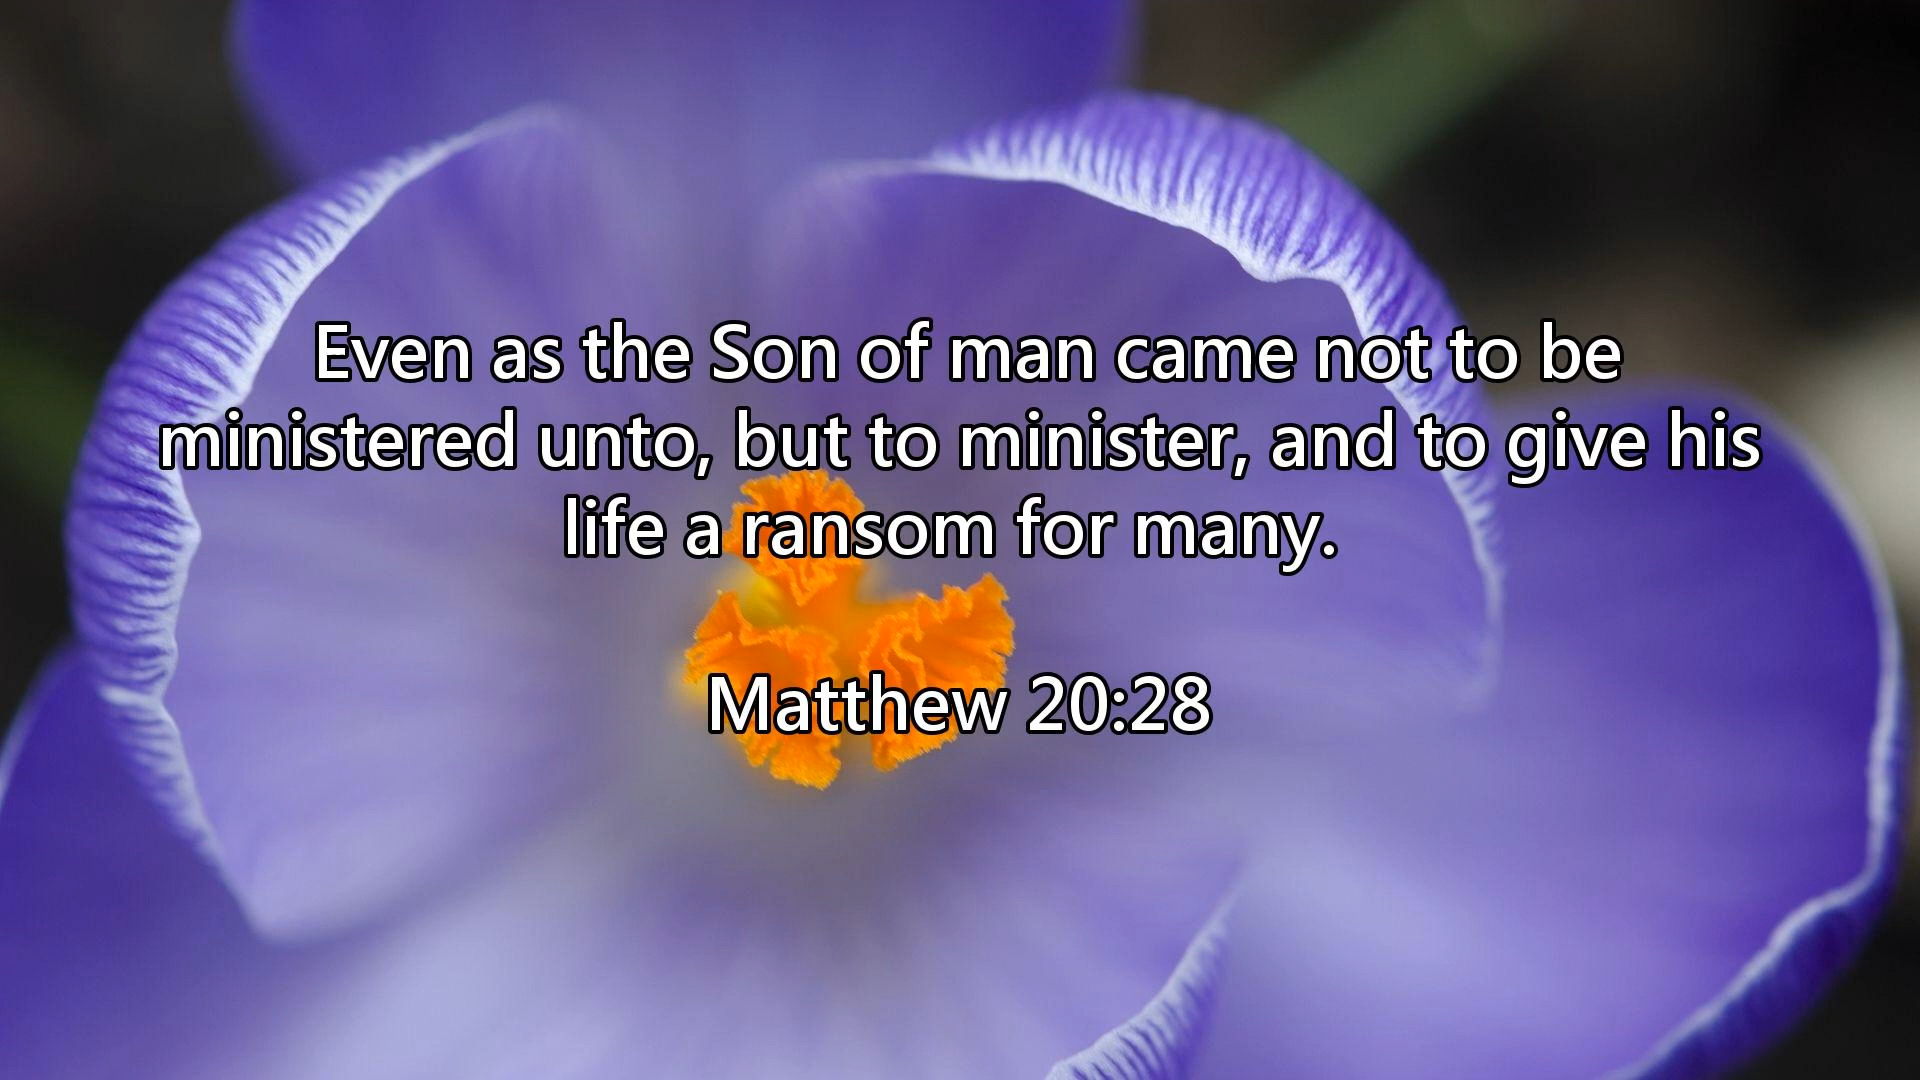 Even as the Son of man came not to be
ministered unto, but to minister, and to give his
life a ransom for many.
Matthew 20:28